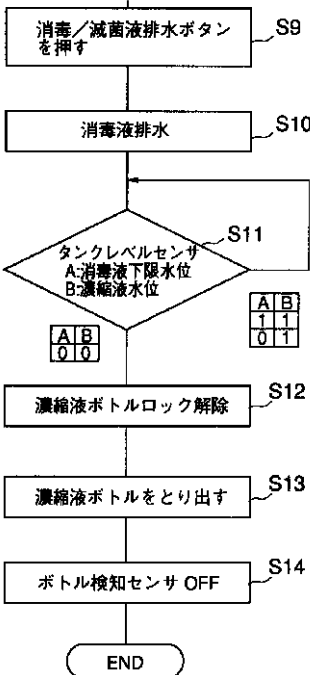 消毒/滅菌液排水ボタン
を押す
S9
消毒液排水
S10
タンクレベルセンサ
A:消毒液下限水位
B:濃縮液水位
S11
A B
0 0
A B
1 1
0 1
濃縮液ボトルロック解除
S12
濃縮液ボトルをとり出す
S13
ボトル検知センサ OFF
S14
END